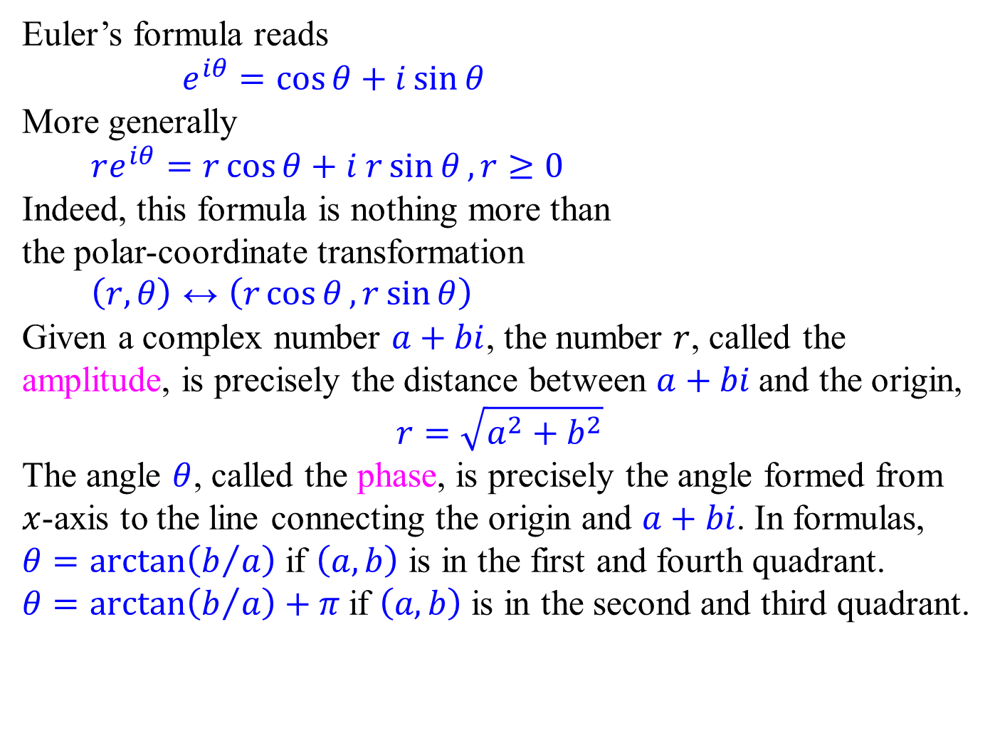 Euler’s formula reads
$e^{i\theta} = \cos\theta + i\sin\theta$
More generally
$re^{i\theta} = r\cos\theta + i\,r\sin\theta\,, r \geq 0$
Indeed, this formula is nothing more than
the polar-coordinate transformation
$(r, \theta) \leftrightarrow (r\cos\theta\,, r\sin\theta)$
Given a complex number $a + bi$, the number $r$, called the
amplitude, is precisely the distance between $a + bi$ and the origin,
$r = \sqrt{a^2 + b^2}$
The angle $\theta$, called the phase, is precisely the angle formed from
$x$-axis to the line connecting the origin and $a + bi$. In formulas,
$\theta = \arctan(b/a)$ if $(a, b)$ is in the first and fourth quadrant.
$\theta = \arctan(b/a) + \pi$ if $(a, b)$ is in the second and third quadrant.